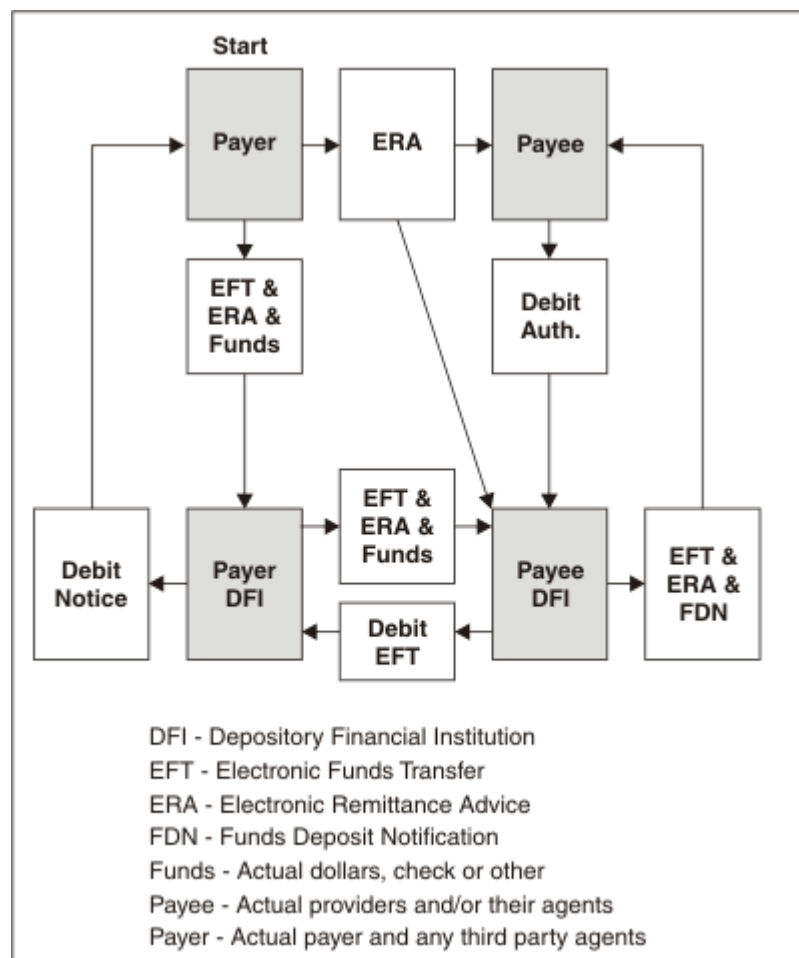 Start
Payer
ERA
Payee
EFT &
ERA &
Funds
Debit
Auth.
Debit
Notice
Payer
DFI
EFT &
ERA &
Funds
Debit
EFT
Payee
DFI
EFT &
ERA &
FDN
DFI - Depository Financial Institution
EFT - Electronic Funds Transfer
ERA - Electronic Remittance Advice
FDN - Funds Deposit Notification
Funds - Actual dollars, check or other
Payee - Actual providers and/or their agents
Payer - Actual payer and any third party agents